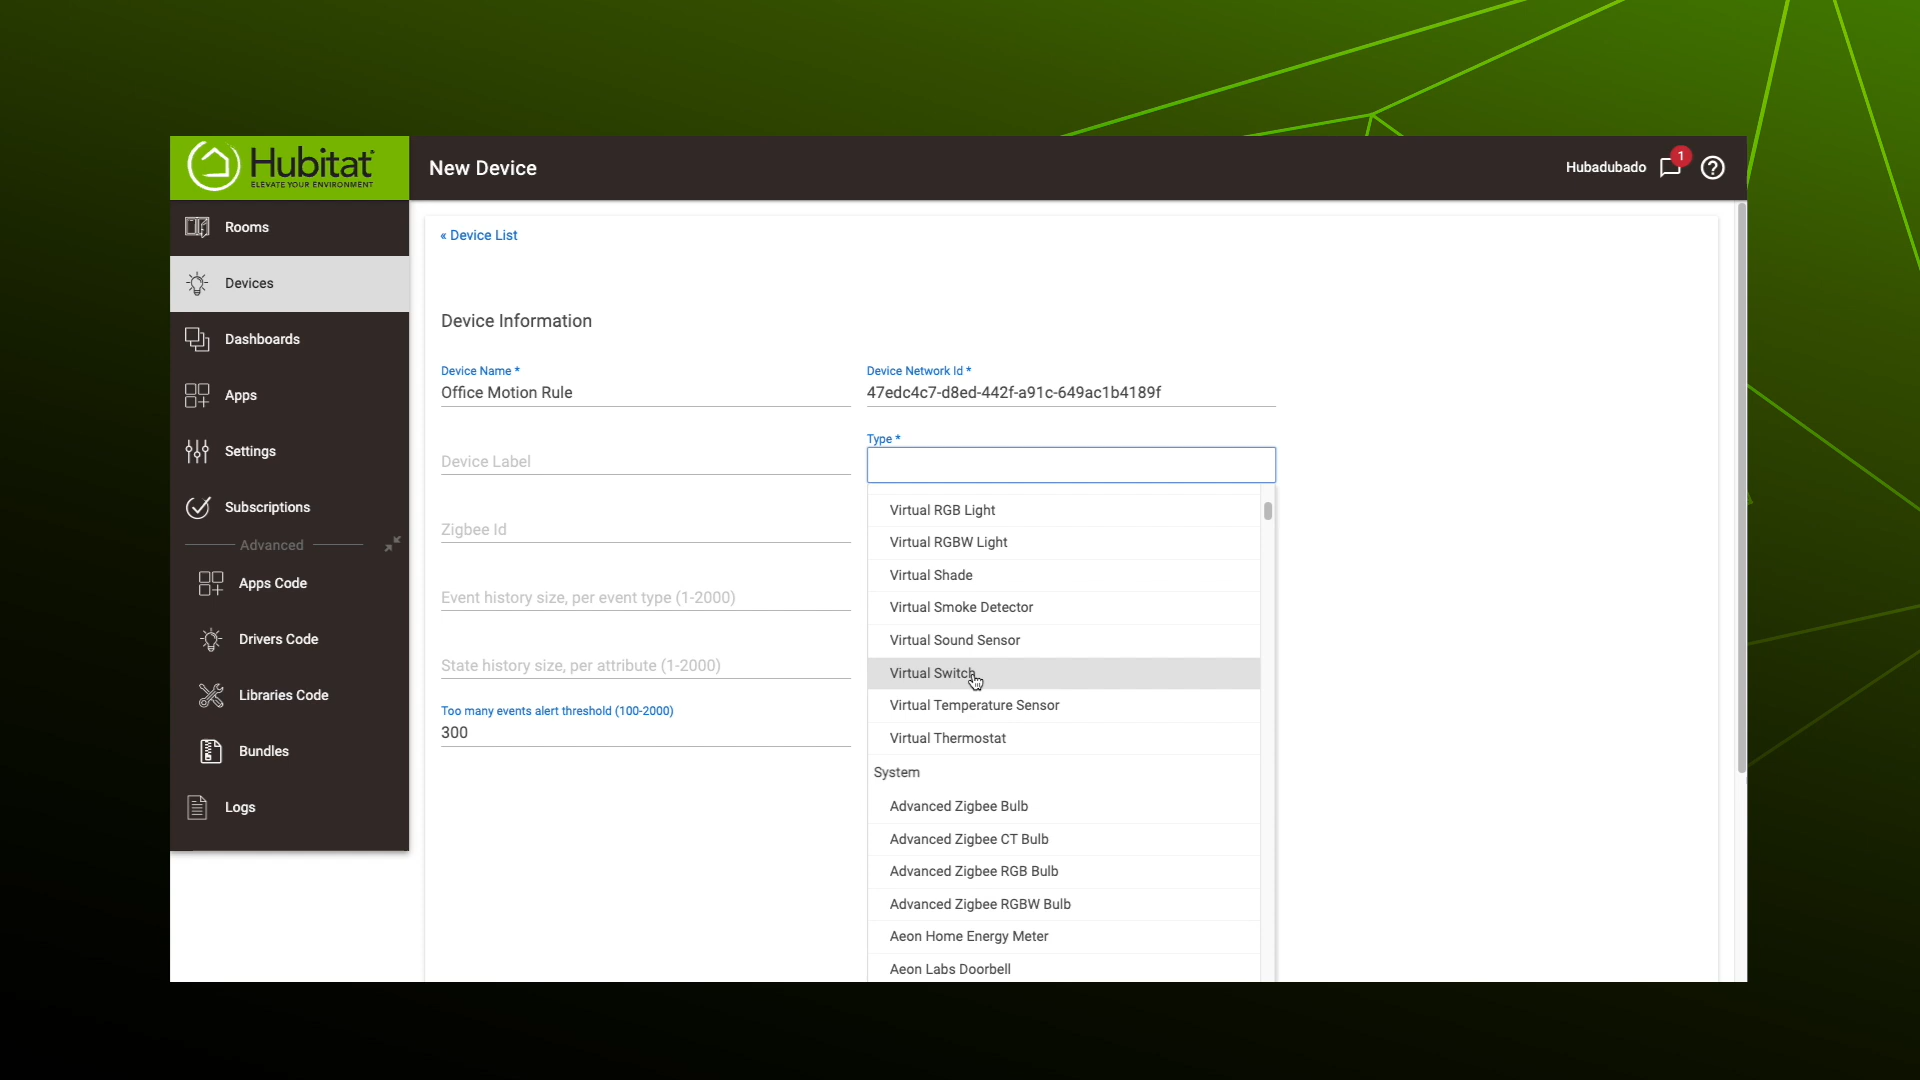 Hubitat
ELEVATE YOUR ENVIRONMENT
New Device
Hubadubado
1
Rooms
Devices
Dashboards
Apps
Settings
Subscriptions
Advanced
Apps Code
Drivers Code
Libraries Code
Bundles
Logs
« Device List
Device Information
Device Name *
Office Motion Rule
Device Label
Zigbee Id
Event history size, per event type (1-2000)
State history size, per attribute (1-2000)
Too many events alert threshold (100-2000)
300
Device Network Id *
47edc4c7-d8ed-442f-a91c-649ac1b4189f
Type *
Virtual RGB Light
Virtual RGBW Light
Virtual Shade
Virtual Smoke Detector
Virtual Sound Sensor
Virtual Switch
Virtual Temperature Sensor
Virtual Thermostat
System
Advanced Zigbee Bulb
Advanced Zigbee CT Bulb
Advanced Zigbee RGB Bulb
Advanced Zigbee RGBW Bulb
Aeon Home Energy Meter
Aeon Labs Doorbell